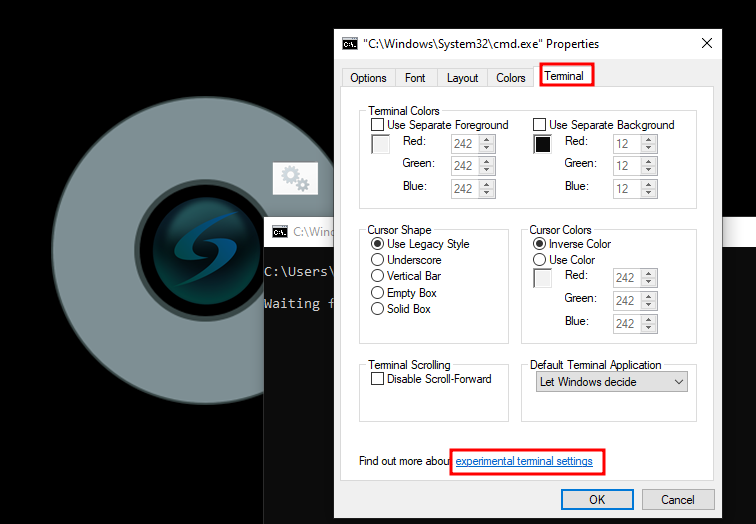 "C:\Windows\System32\cmd.exe" Properties
Options Font Layout Colors Terminal
Terminal Colors
Use Separate Foreground Use Separate Background
Red: 242 Red: 12
Green: 242 Green: 12
Blue: 242 Blue: 12
C:\Wind
C:\Users\
Waiting f
Cursor Shape Cursor Colors
Use Legacy Style Inverse Color
Underscore Use Color
Vertical Bar Red: 242
Empty Box Green: 242
Solid Box Blue: 242
Terminal Scrolling Default Terminal Application
Disable Scroll-Forward Let Windows decide
Find out more abou experimental terminal settings
OK Cancel